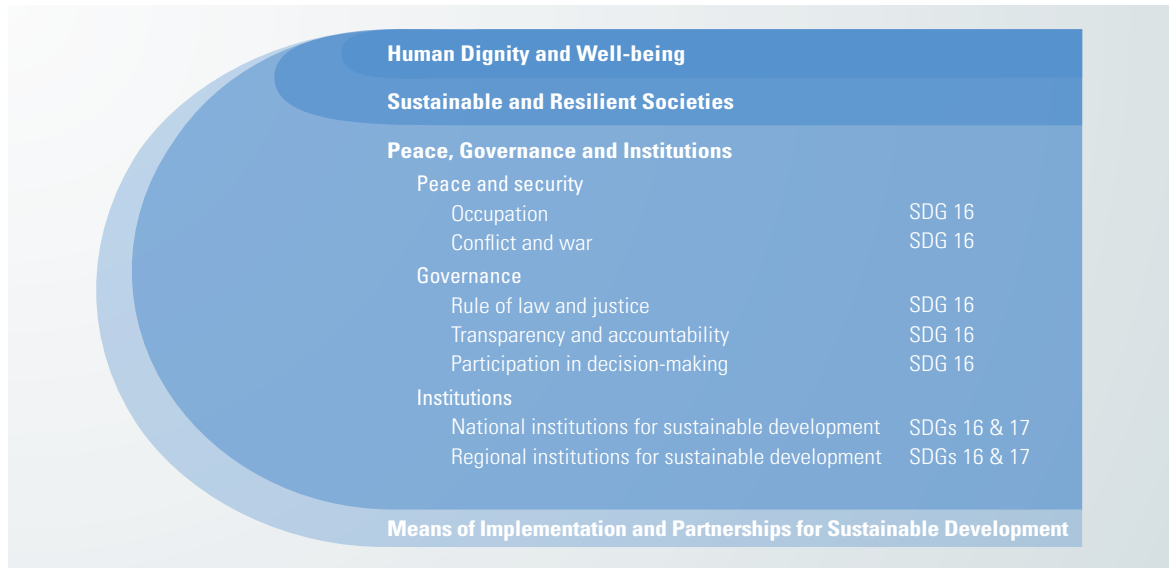 Human Dignity and Well-being
Sustainable and Resilient Societies
Peace, Governance and Institutions
Peace and security
Occupation SDG 16
Conflict and war SDG 16
Governance
Rule of law and justice SDG 16
Transparency and accountability SDG 16
Participation in decision-making SDG 16
Institutions
National institutions for sustainable development SDGs 16 & 17
Regional institutions for sustainable development SDGs 16 & 17
Means of Implementation and Partnerships for Sustainable Development